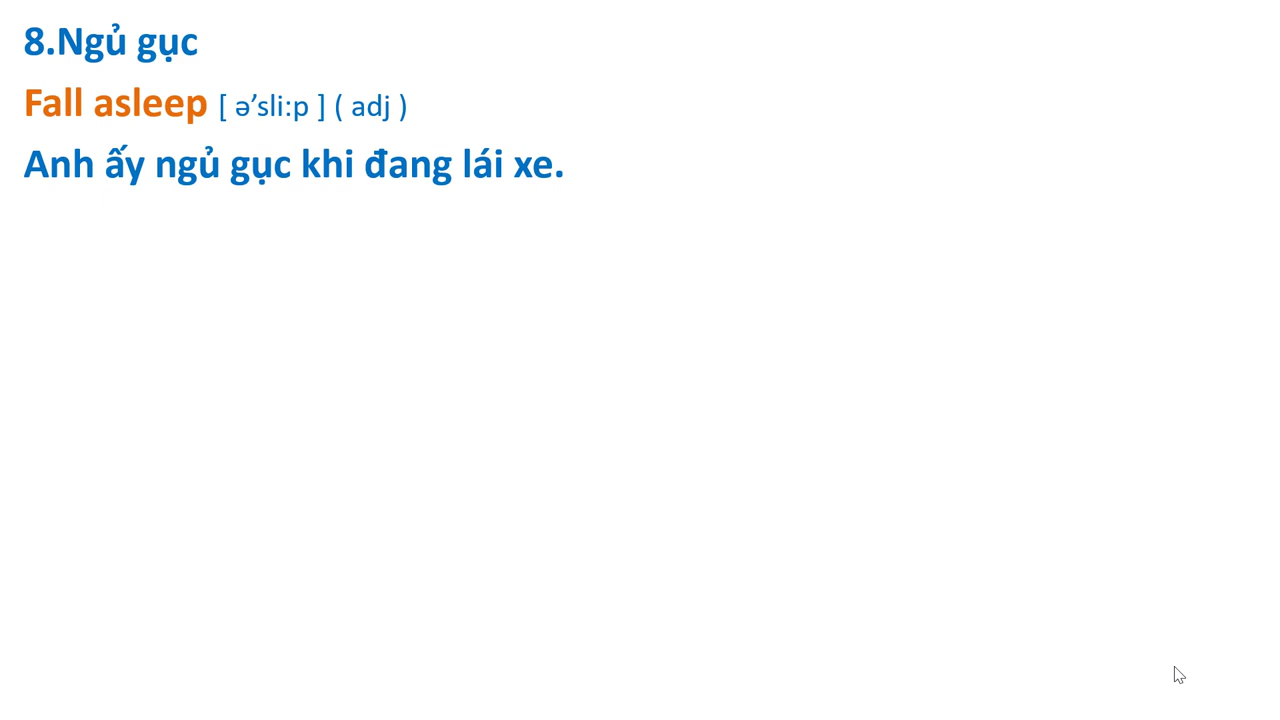 8.Ngủ gục
Fall asleep [ ə’sli:p ] ( adj )
Anh ấy ngủ gục khi đang lái xe.